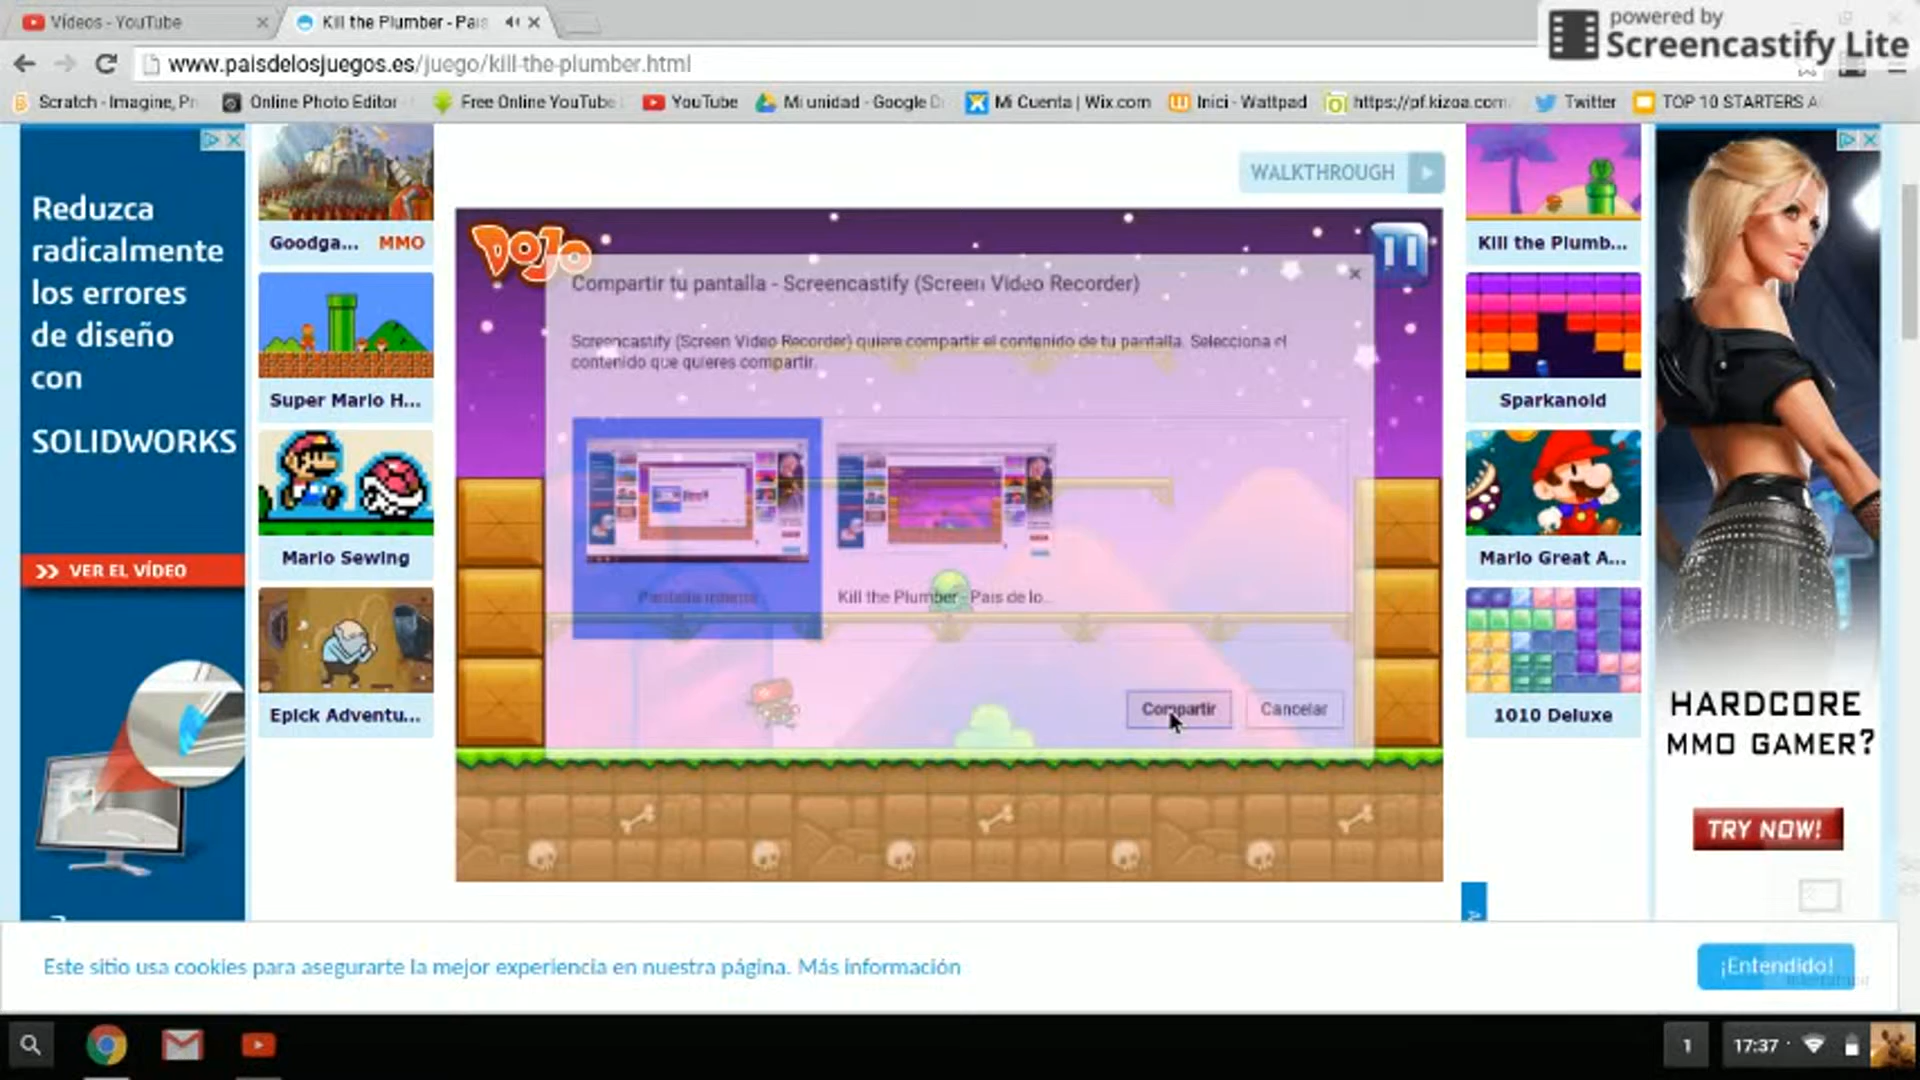 Vídeos - YouTube
Kill the Plumber - País
powered by
Screencastify Lite
www.paisdelosjuegos.es/juego/kill-the-plumber.html
Scratch - Imagine, Pr
Online Photo Editor
Free Online YouTube
YouTube
Mi unidad - Google D
Mi Cuenta | Wix.com
Inici - Wattpad
https://pf.kizoa.com
Twitter
TOP 10 STARTERS A
Reduzca
radicalmente
los errores
de diseño
con
SOLIDWORKS
VER EL VÍDEO
Goodga... MMO
Super Mario H...
Mario Sewing
Epick Adventu...
WALKTHROUGH
DOJO
Compartir tu pantalla - Screencastify (Screen Video Recorder)
Screencastify (Screen Video Recorder) quiere compartir el contenido de tu pantalla. Selecciona el
contenido que quieres compartir.
Pantalla interna
Kill the Plumber - País de lo...
Compartir
Cancelar
Kill the Plumb...
Sparkanoid
Mario Great A...
1010 Deluxe
HARDCORE
MMO GAMER?
TRY NOW!
Este sitio usa cookies para asegurarte la mejor experiencia en nuestra página. Más información
¡Entendido!
1
17:37